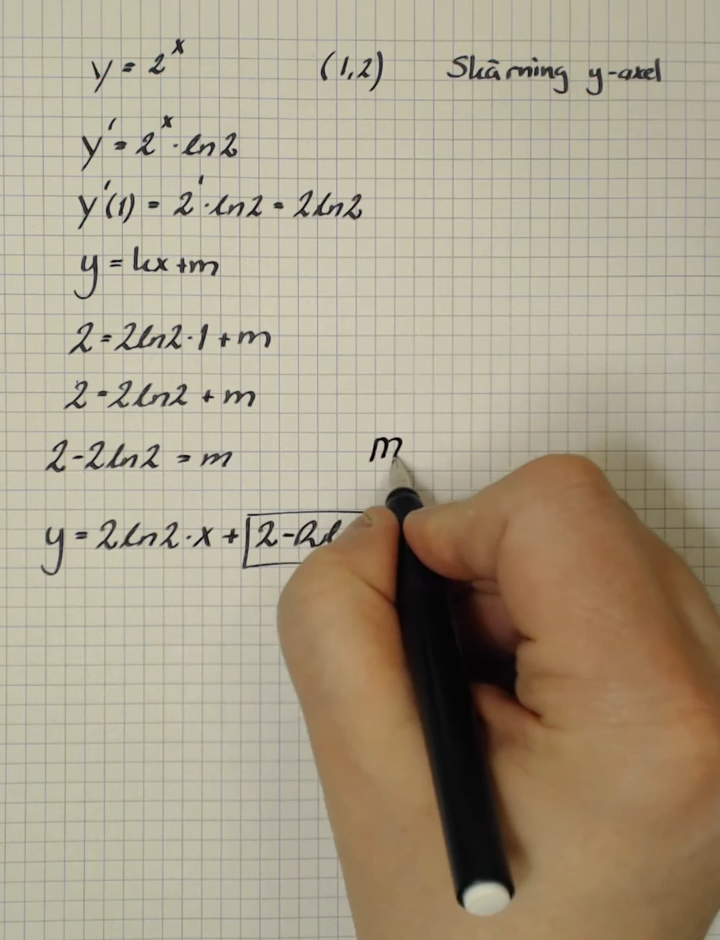 y = 2^x (1,2) Skärning y-axel
y' = 2^x · ln2
y'(1) = 2^1 · ln2 = 2ln2
y = kx + m
2 = 2ln2 · 1 + m
2 = 2ln2 + m
2 - 2ln2 = m m
y = 2ln2 · x + 2 - 2l